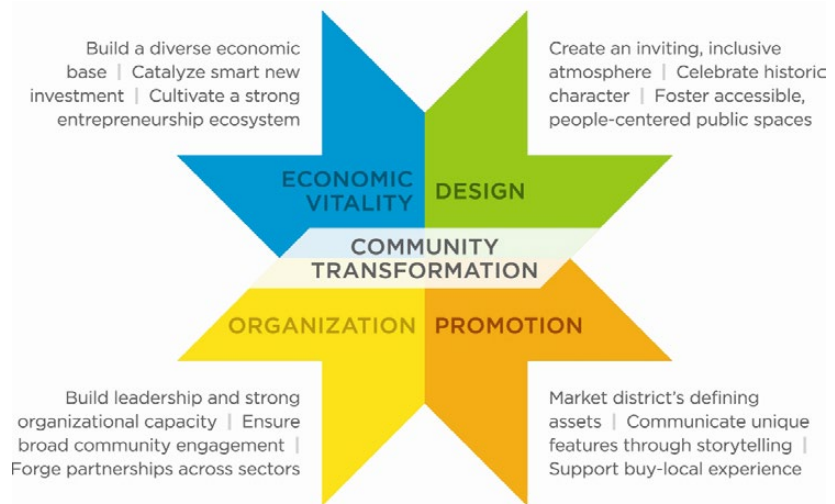 Build a diverse economic
base | Catalyze smart new
investment | Cultivate a strong
entrepreneurship ecosystem
Create an inviting, inclusive
atmosphere | Celebrate historic
character | Foster accessible,
people-centered public spaces
ECONOMIC
VITALITY
DESIGN
COMMUNITY
TRANSFORMATION
ORGANIZATION
PROMOTION
Build leadership and strong
organizational capacity | Ensure
broad community engagement |
Forge partnerships across sectors
Market district’s defining
assets | Communicate unique
features through storytelling |
Support buy-local experience